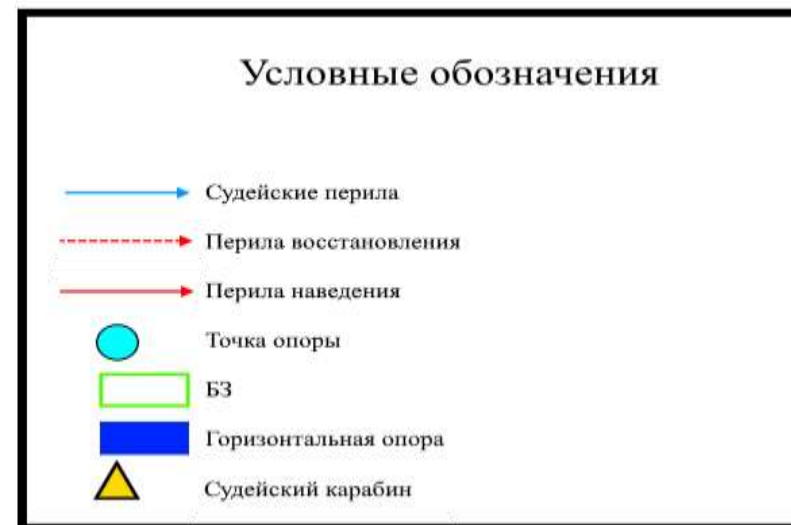 Условные обозначения
Судейские перила
Перила восстановления
Перила наведения
Точка опоры
БЗ
Горизонтальная опора
Судейский карабин